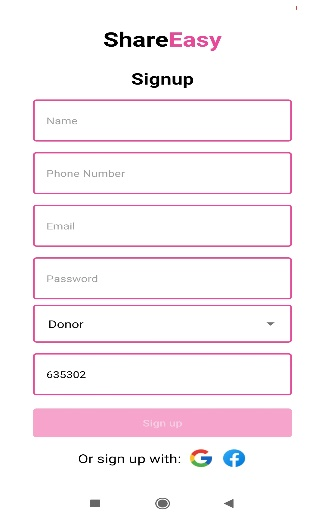 ShareEasy
Signup
Name
Phone Number
Email
Password
Donor
635302
Sign up
Or sign up with: